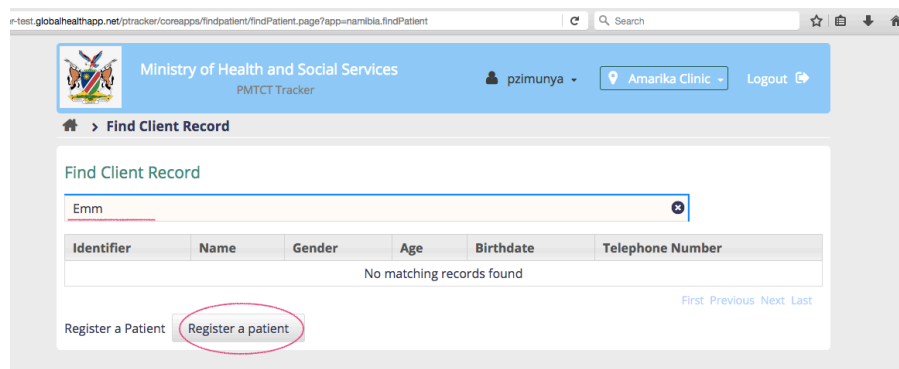 r-test.globalhealthapp.net/ptracker/coreapps/findpatient/findPatient.page?app=namibia.findPatient
Search
Ministry of Health and Social Services
PMTCT Tracker
pzimunya
Amarika Clinic
Logout
> Find Client Record
Find Client Record
Emm
Identifier Name Gender Age Birthdate Telephone Number
No matching records found
First Previous Next Last
Register a Patient Register a patient